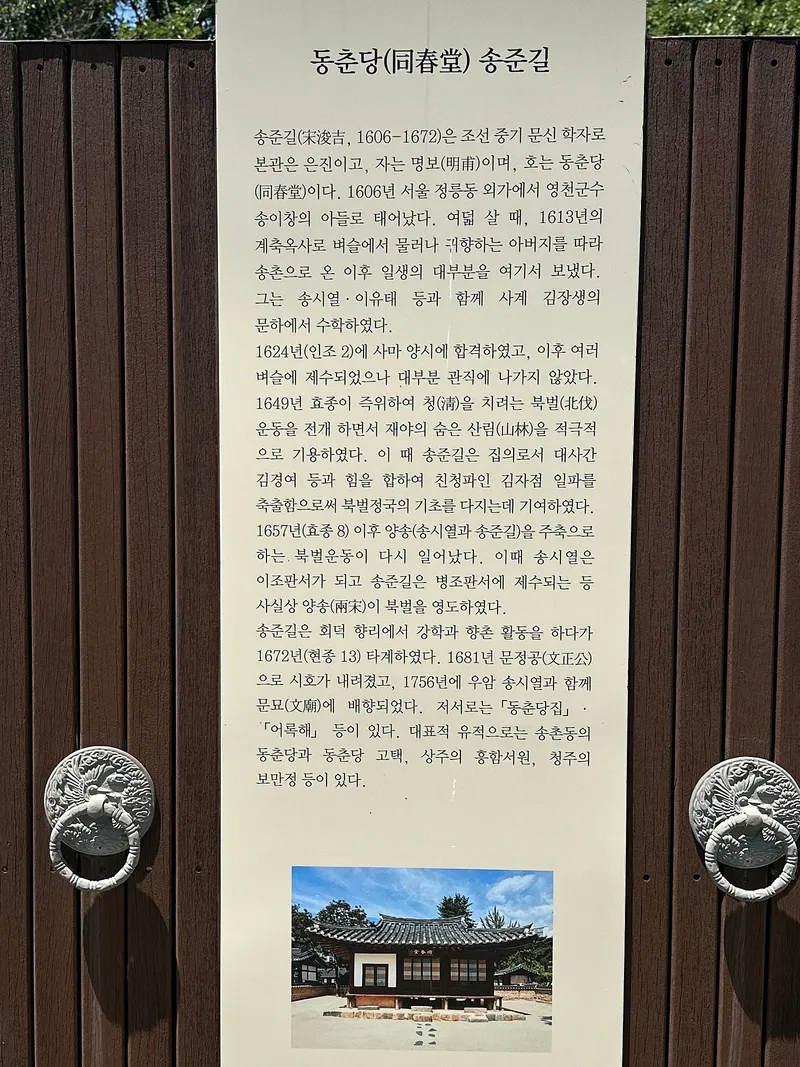 동춘당(同春堂) 송준길
송준길(宋浚吉, 1606-1672)은 조선 중기 문신 학자로
본관은 은진이고, 자는 명보(明甫)이며, 호는 동춘당
(同春堂)이다. 1606년 서울 정릉동 외가에서 영천군수
송이창의 아들로 태어났다. 여덟 살 때, 1613년의
계축옥사로 벼슬에서 물러나 귀향하는 아버지를 따라
송촌으로 온 이후 일생의 대부분을 여기서 보냈다.
그는 송시열·이유태 등과 함께 사계 김장생의
문하에서 수학하였다.
1624년(인조 2)에 사마 양시에 합격하였고, 이후 여러
벼슬에 제수되었으나 대부분 관직에 나가지 않았다.
1649년 효종이 즉위하여 청(淸)을 치려는 북벌(北伐)
운동을 전개 하면서 재야의 숨은 산림(山林)을 적극적
으로 기용하였다. 이 때 송준길은 집의로서 대사간
김경여 등과 힘을 합하여 친청파인 김자점 일파를
축출함으로써 북벌정국의 기초를 다지는데 기여하였다.
1657년(효종 8) 이후 양송(송시열과 송준길)을 주축으로
하는 북벌운동이 다시 일어났다. 이때 송시열은
이조판서가 되고 송준길은 병조판서에 제수되는 등
사실상 양송(兩宋)이 북벌을 영도하였다.
송준길은 회덕 향리에서 강학과 향촌 활동을 하다가
1672년(현종 13) 타계하였다. 1681년 문정공(文正公)
으로 시호가 내려졌고, 1756년에 우암 송시열과 함께
문묘(文廟)에 배향되었다. 저서로는「동춘당집」·
「어록해」 등이 있다. 대표적 유적으로는 송촌동의
동춘당과 동춘당 고택, 상주의 흥함서원, 청주의
보만정 등이 있다.
同春堂